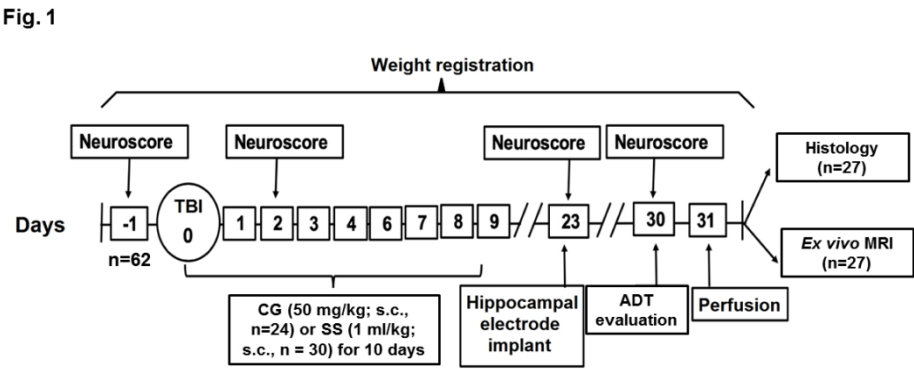 Fig. 1
Weight registration
Neuroscore
Neuroscore
Neuroscore
Neuroscore
Histology
(n=27)
Days
-1
TBI
0
1
2
3
4
6
7
8
9
23
30
31
n=62
Ex vivo MRI
(n=27)
CG (50 mg/kg; s.c.,
n=24) or SS (1 ml/kg;
s.c., n = 30) for 10 days
Hippocampal
electrode
implant
ADT
evaluation
Perfusion